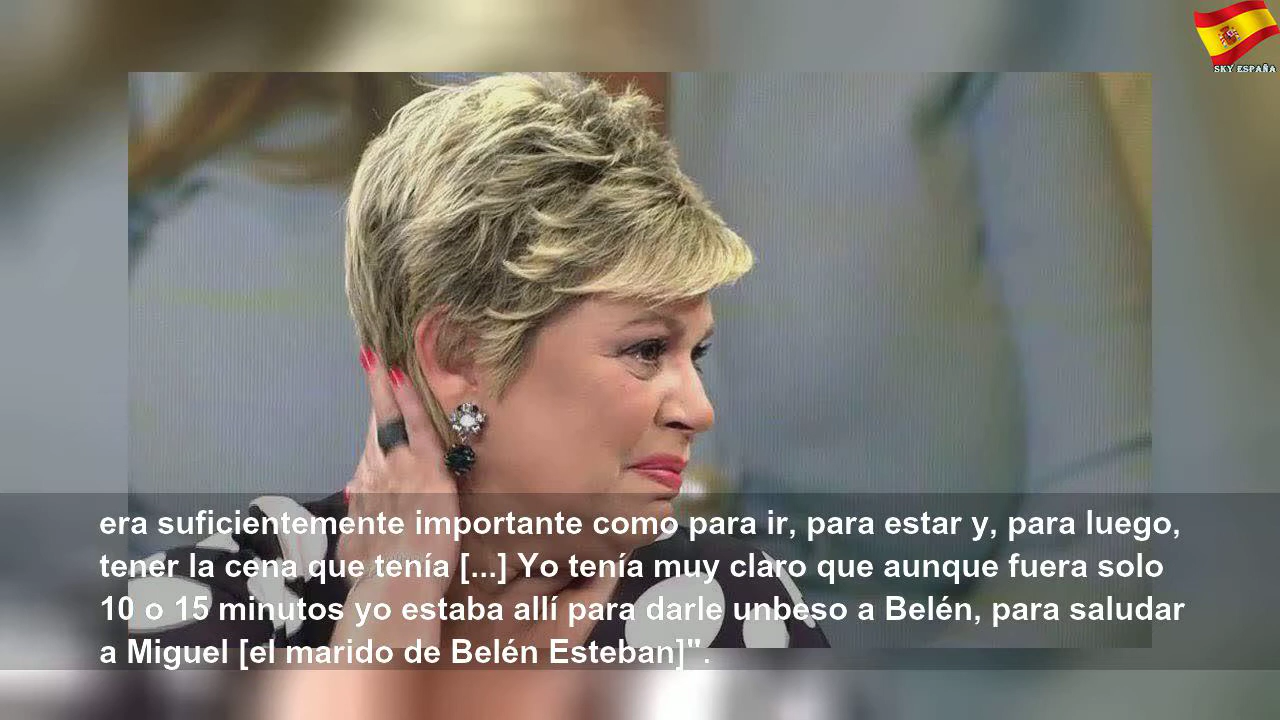 SKY ESPAÑA
era suficientemente importante como para ir, para estar y, para luego,
tener la cena que tenía [...] Yo tenía muy claro que aunque fuera solo
10 o 15 minutos yo estaba allí para darle unbeso a Belén, para saludar
a Miguel [el marido de Belén Esteban]".